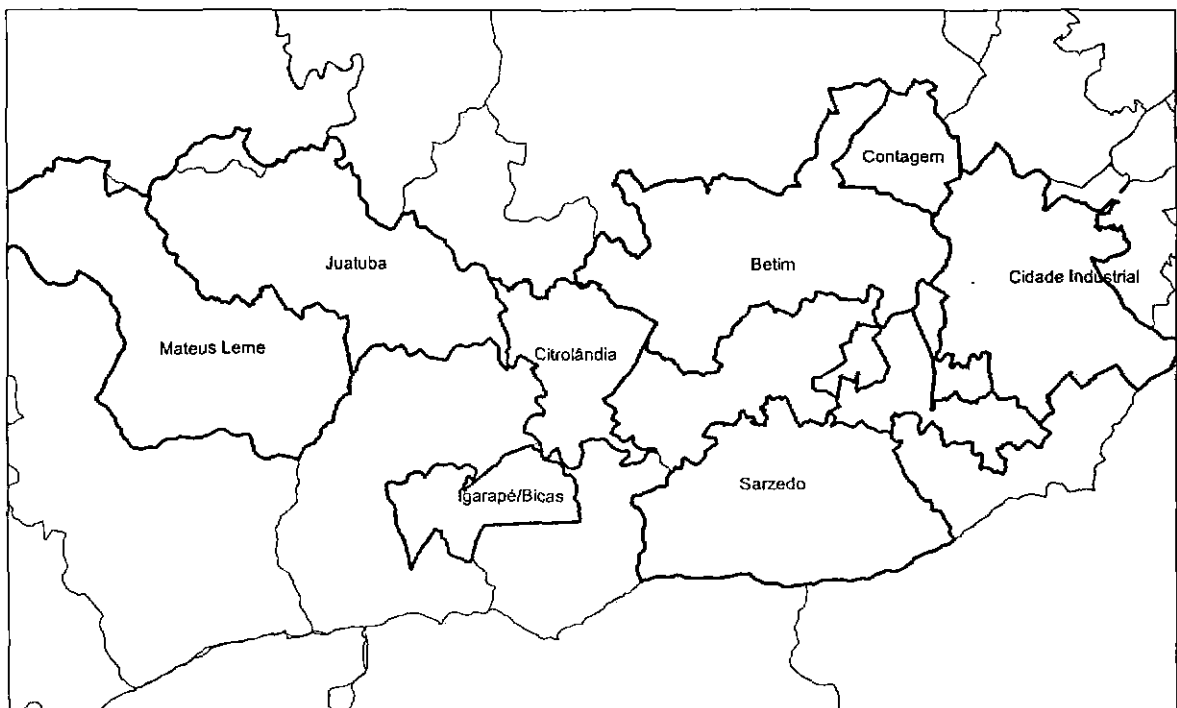 Contagem
Juatuba
Betim
Cidade Industrial
Mateus Leme
Citrolândia
Sarzedo
Igarapé/Bicas